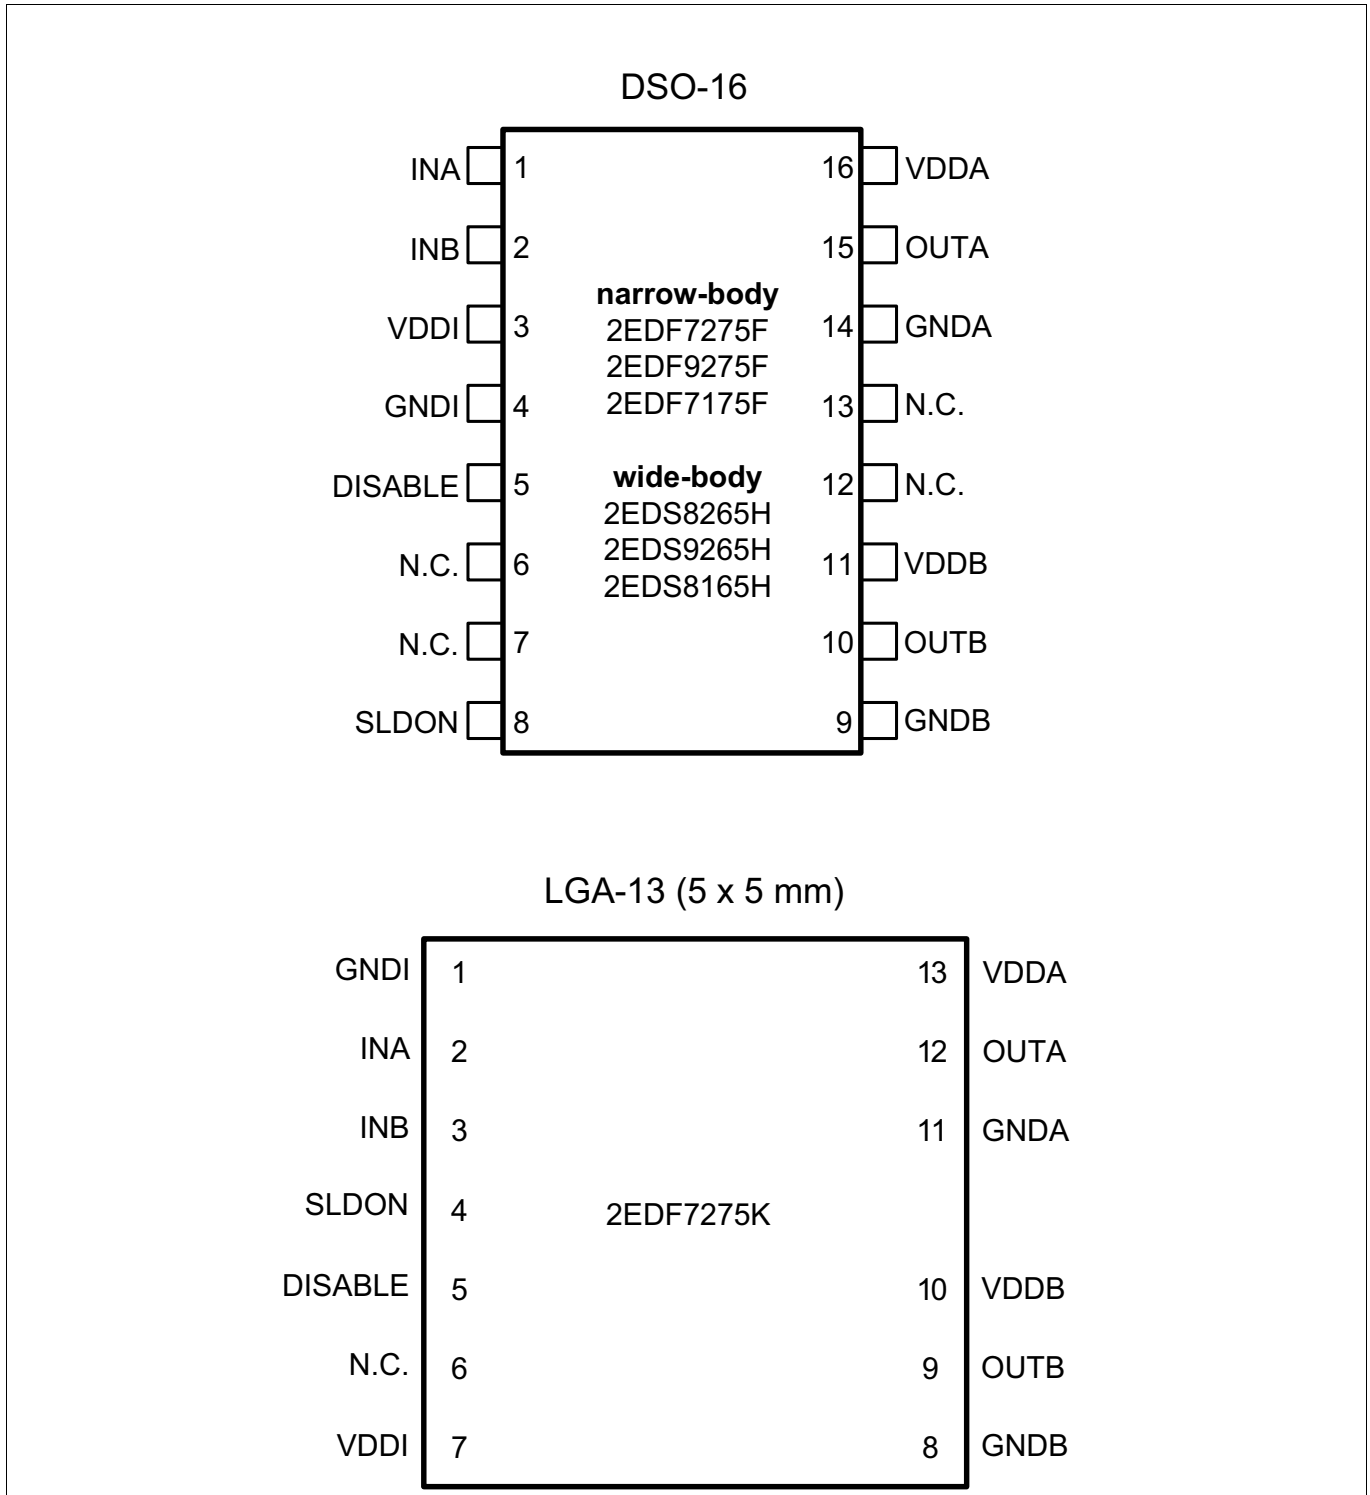 DSO-16
INA 1 16 VDDA
INB 2 15 OUTA
narrow-body
2EDF7275F
VDDI 3 14 GNDA
2EDF9275F
2EDF7175F
GNDI 4 13 N.C.
wide-body
DISABLE 5 12 N.C.
2EDS8265H
2EDS9265H
N.C. 6 11 VDDB
2EDS8165H
N.C. 7 10 OUTB
SLDON 8 9 GNDB
LGA-13 (5 x 5 mm)
GNDI 1 13 VDDA
INA 2 12 OUTA
INB 3 11 GNDA
SLDON 4 2EDF7275K
DISABLE 5 10 VDDB
N.C. 6 9 OUTB
VDDI 7 8 GNDB